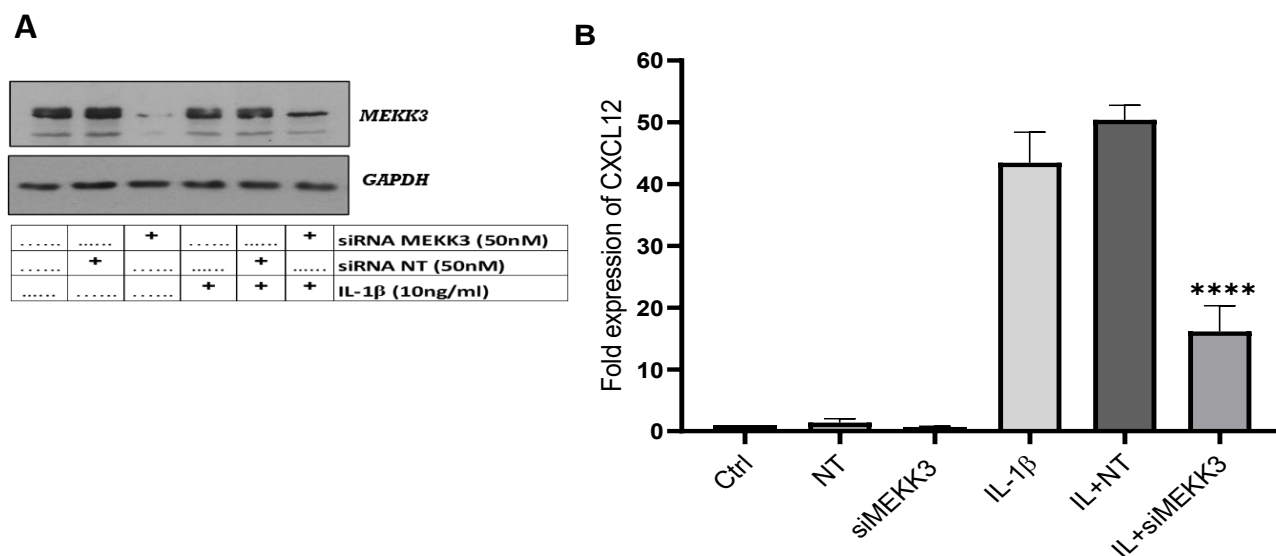 A
MEKK3
GAPDH
...... ...... + ...... ...... + siRNA MEKK3 (50nM)
...... + ...... ...... + ...... siRNA NT (50nM)
...... ...... ...... + + + IL-1β (10ng/ml)
B
Fold expression of CXCL12
60
50
40
30
20
10
0
****
Ctrl
NT
siMEKK3
IL-1β
IL+NT
IL+siMEKK3